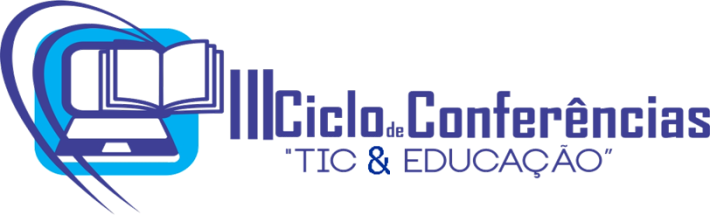 III Ciclo de Conferências
"TIC & EDUCAÇÃO”